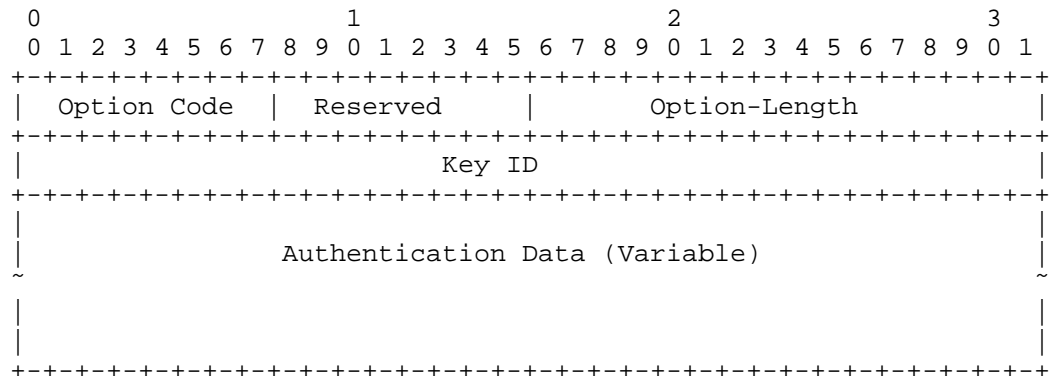 0                   1                   2                   3
 0 1 2 3 4 5 6 7 8 9 0 1 2 3 4 5 6 7 8 9 0 1 2 3 4 5 6 7 8 9 0 1
+-+-+-+-+-+-+-+-+-+-+-+-+-+-+-+-+-+-+-+-+-+-+-+-+-+-+-+-+-+-+-+-+
|  Option Code  |  Reserved     |       Option-Length           |
+-+-+-+-+-+-+-+-+-+-+-+-+-+-+-+-+-+-+-+-+-+-+-+-+-+-+-+-+-+-+-+-+
|                          Key ID                               |
+-+-+-+-+-+-+-+-+-+-+-+-+-+-+-+-+-+-+-+-+-+-+-+-+-+-+-+-+-+-+-+-+
|                                                               |
|                Authentication Data (Variable)                 |
~                                                               ~
|                                                               |
|                                                               |
+-+-+-+-+-+-+-+-+-+-+-+-+-+-+-+-+-+-+-+-+-+-+-+-+-+-+-+-+-+-+-+-+